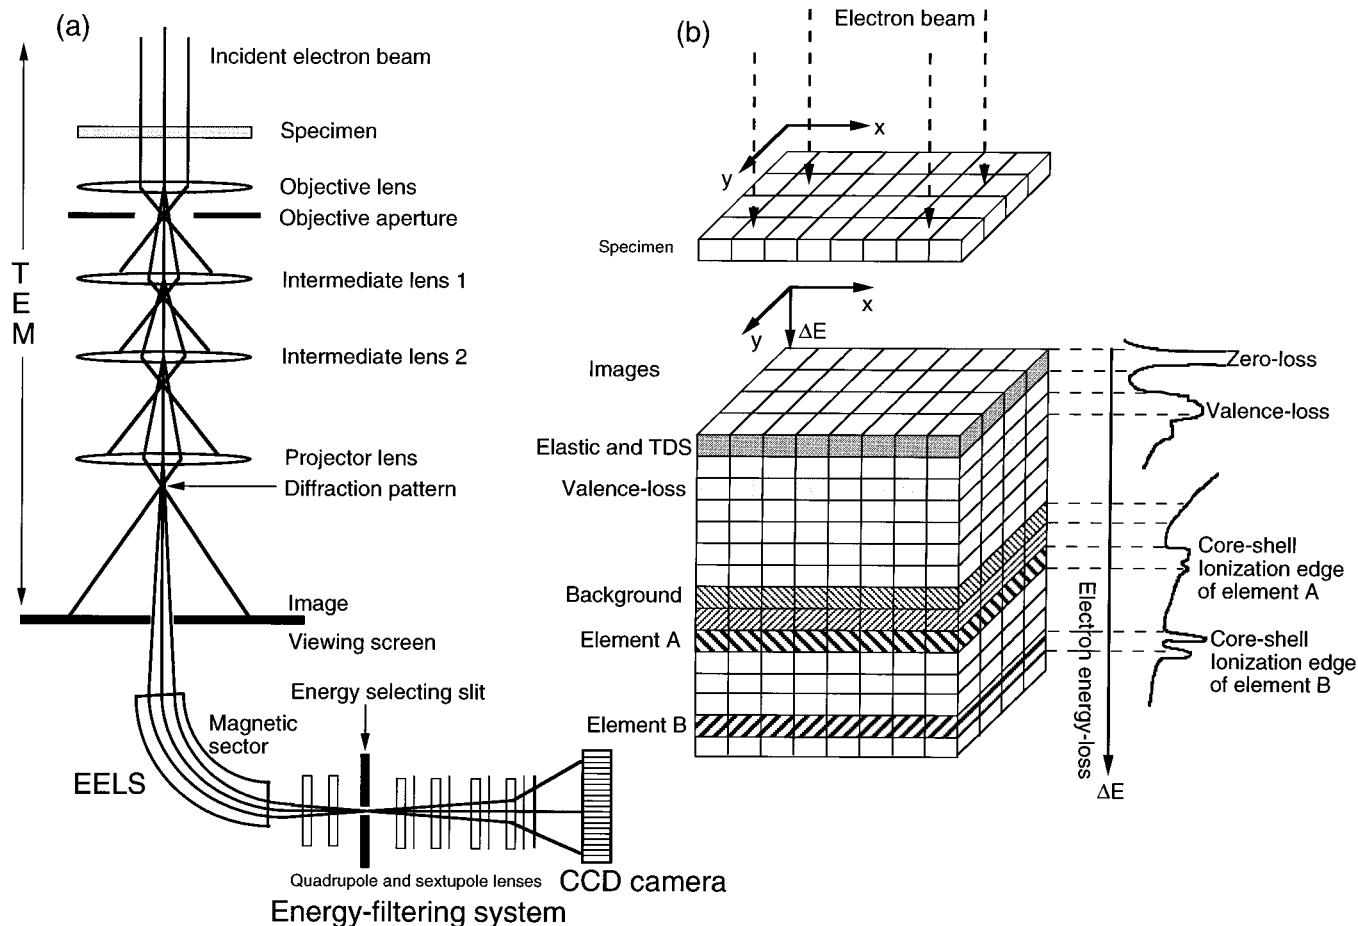 (a)
Incident electron beam
Specimen
Objective lens
Objective aperture
TEM
Intermediate lens 1
Intermediate lens 2
Projector lens
Diffraction pattern
Image
Viewing screen
Energy selecting slit
Magnetic
sector
EELS
Quadrupole and sextupole lenses
CCD camera
Energy-filtering system
(b)
Electron beam
x
y
Specimen
x
y
ΔE
Images
Zero-loss
Valence-loss
Elastic and TDS
Valence-loss
Core-shell
Ionization edge
of element A
Background
Element A
Core-shell
Ionization edge
of element B
Element B
Electron energy-loss
ΔE